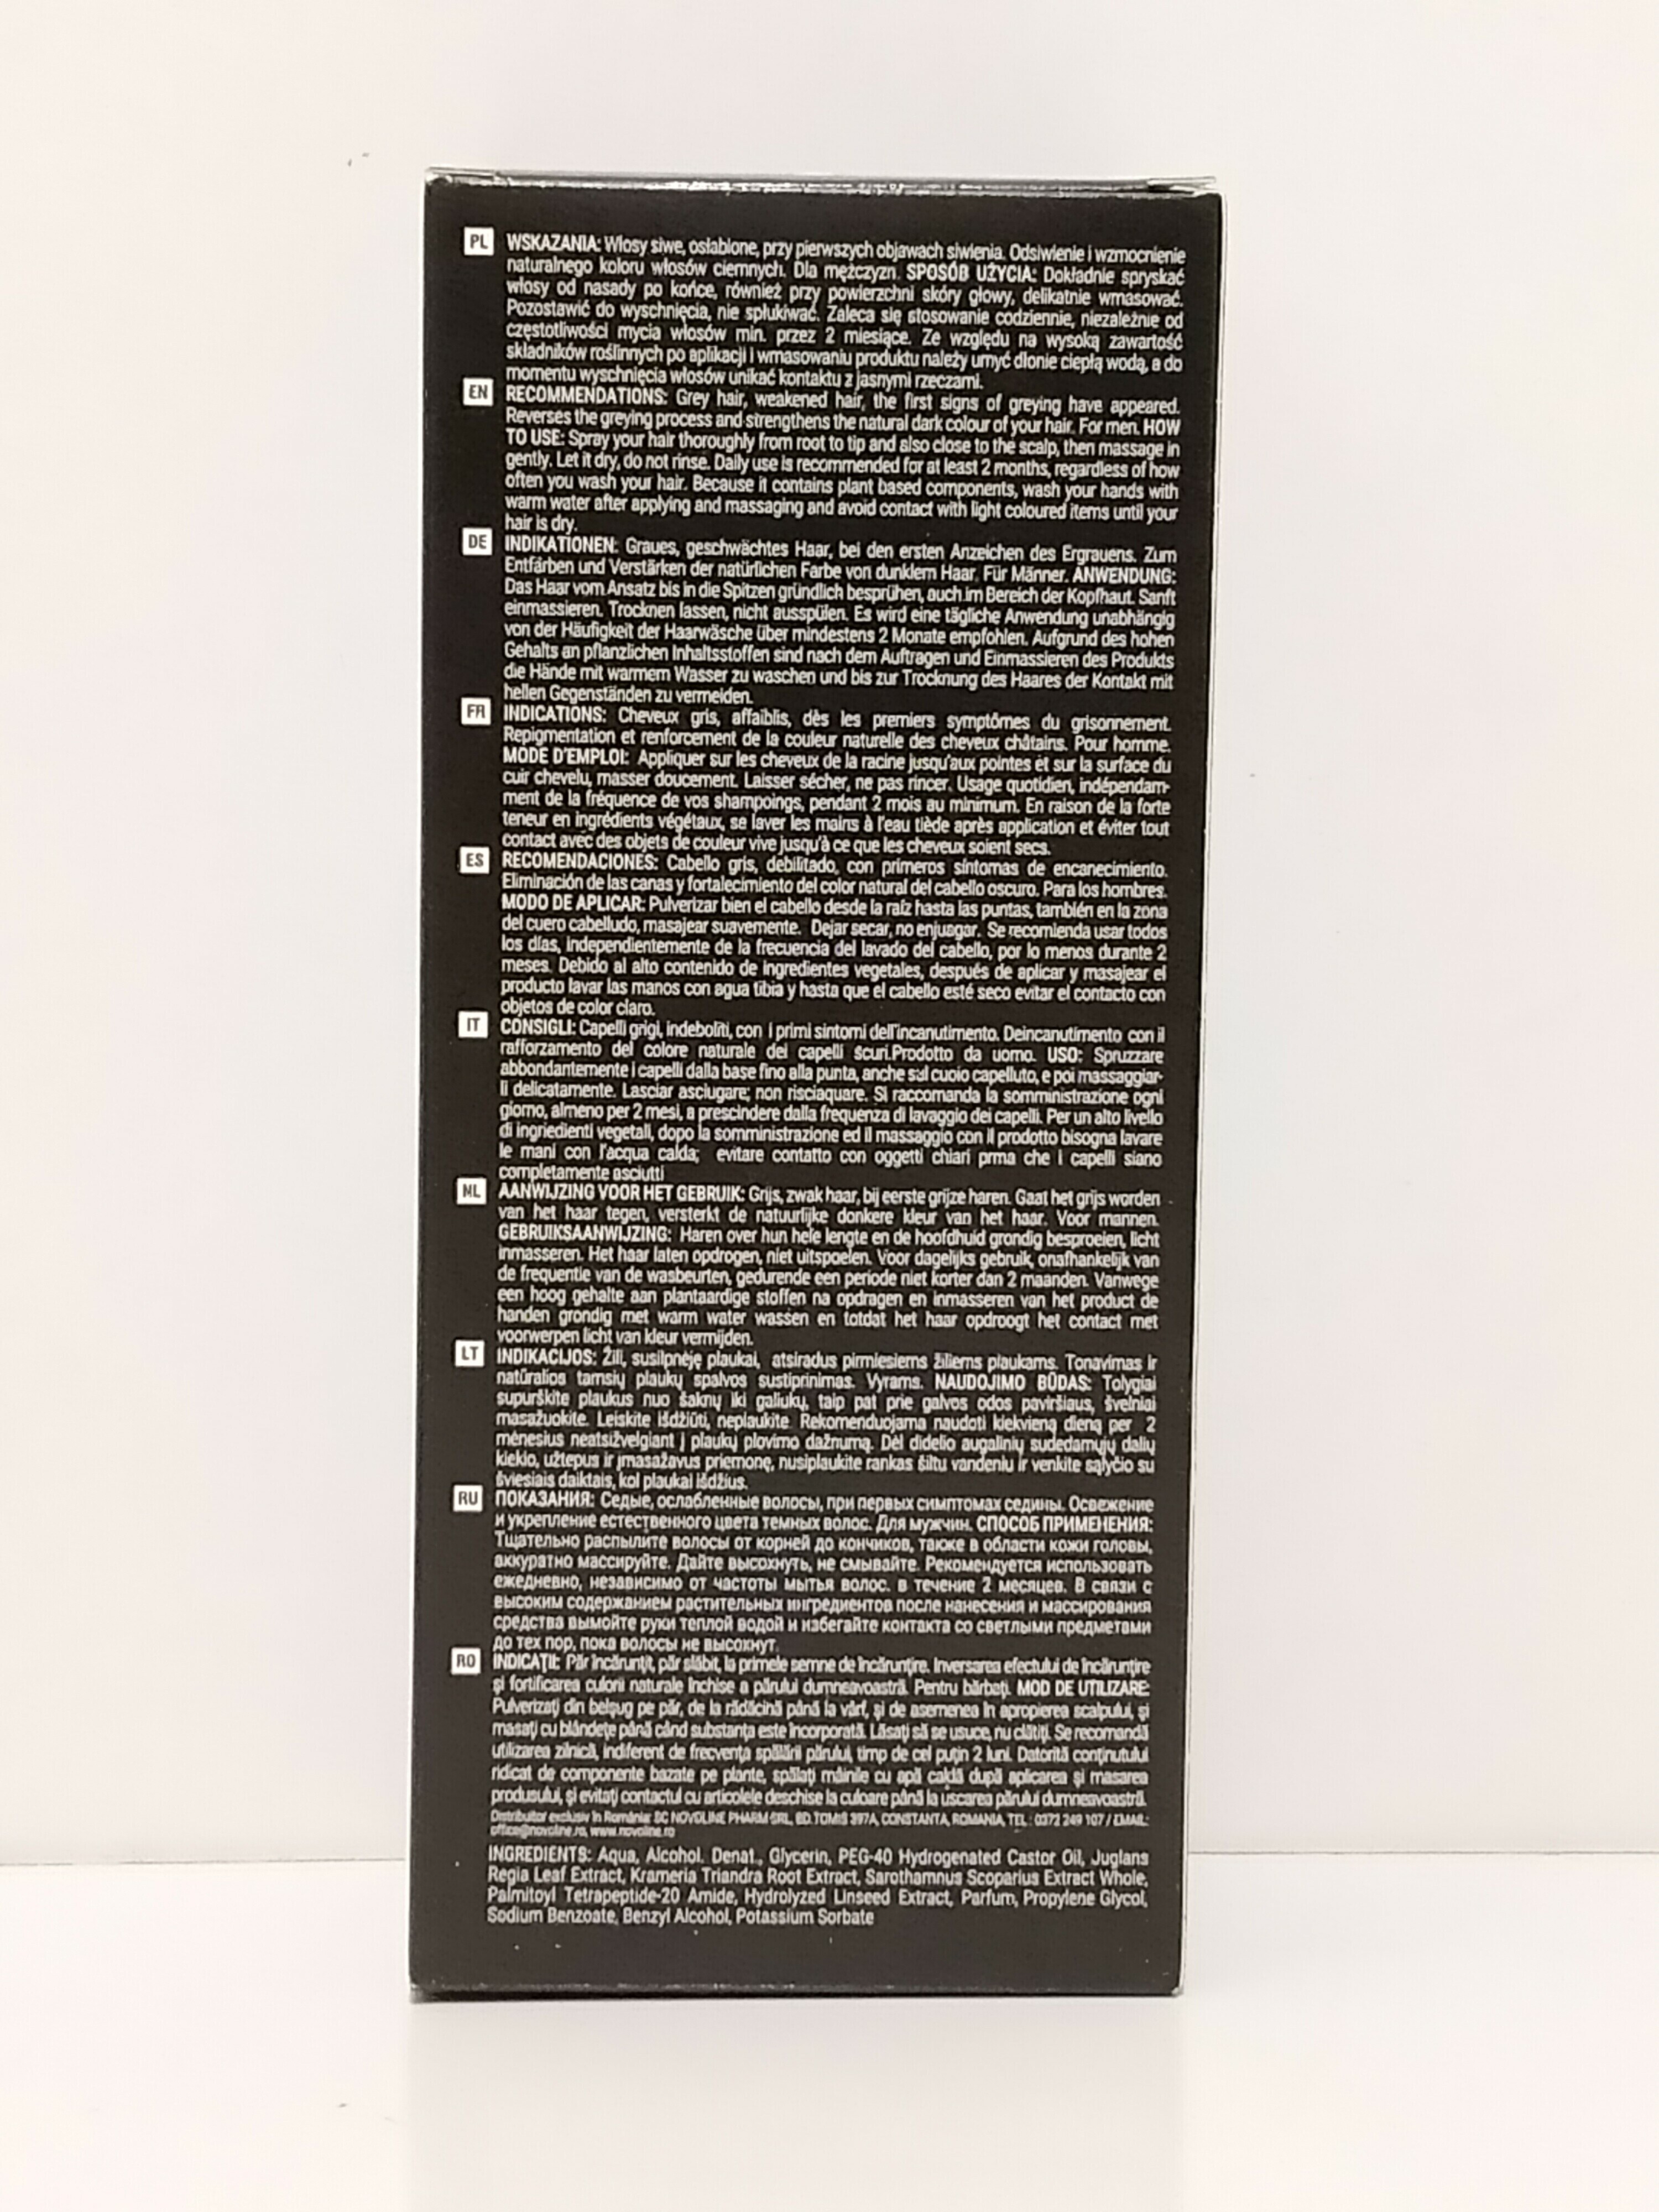 PL WSKAZANIA: Włosy siwe, osłabione, przy pierwszych objawach siwienia. Odsiwienie i wzmocnienie
naturalnego koloru włosów ciemnych. Dla mężczyzn. SPOSÓB UŻYCIA: Dokładnie spryskać
włosy od nasady po końce, również przy powierzchni skóry głowy, delikatnie wmasować.
Pozostawić do wyschnięcia, nie spłukiwać. Zaleca się stosowanie codziennie, niezależnie od
częstotliwości mycia włosów min. przez 2 miesiące. Ze względu na wysoką zawartość
składników roślinnych po aplikacji i wmasowaniu produktu należy umyć dłonie ciepłą wodą, a do
momentu wyschnięcia włosów unikać kontaktu z jasnymi rzeczami.
EN RECOMMENDATIONS: Grey hair, weakened hair, the first signs of greying have appeared.
Reverses the greying process and strengthens the natural dark colour of your hair. For men. HOW
TO USE: Spray your hair thoroughly from root to tip and also close to the scalp, then massage in
gently. Let it dry, do not rinse. Daily use is recommended for at least 2 months, regardless of how
often you wash your hair. Because it contains plant based components, wash your hands with
warm water after applying and massaging and avoid contact with light coloured items until your
hair is dry.
DE INDIKATIONEN: Graues, geschwächtes Haar, bei den ersten Anzeichen des Ergrauens. Zum
Entfärben und Verstärken der natürlichen Farbe von dunklem Haar. Für Männer. ANWENDUNG:
Das Haar vom Ansatz bis in die Spitzen gründlich besprühen, auch im Bereich der Kopfhaut. Sanft
einmassieren. Trocknen lassen, nicht ausspülen. Es wird eine tägliche Anwendung unabhängig
von der Häufigkeit der Haarwäsche über mindestens 2 Monate empfohlen. Aufgrund des hohen
Gehalts an pflanzlichen Inhaltsstoffen sind nach dem Auftragen und Einmassieren des Produkts
die Hände mit warmem Wasser zu waschen und bis zur Trocknung des Haares der Kontakt mit
hellen Gegenständen zu vermeiden.
FR INDICATIONS: Cheveux gris, affaiblis, dès les premiers symptômes du grisonnement.
Repigmentation et renforcement de la couleur naturelle des cheveux châtains. Pour homme.
MODE D'EMPLOI: Appliquer sur les cheveux de la racine jusqu'aux pointes et sur la surface du
cuir chevelu, masser doucement. Laisser sécher, ne pas rincer. Usage quotidien, indépendam-
ment de la fréquence de vos shampoings, pendant 2 mois au minimum. En raison de la forte
teneur en ingrédients végétaux, se laver les mains à l'eau tiède après application et éviter tout
contact avec des objets de couleur vive jusqu'à ce que les cheveux soient secs.
ES RECOMENDACIONES: Cabello gris, debilitado, con primeros síntomas de encanecimiento.
Eliminación de las canas y fortalecimiento del color natural del cabello oscuro. Para los hombres.
MODO DE APLICAR: Pulverizar bien el cabello desde la raíz hasta las puntas, también en la zona
del cuero cabelludo, masajear suavemente. Dejar secar, no enjuagar. Se recomienda usar todos
los días, independientemente de la frecuencia del lavado del cabello, por lo menos durante 2
meses. Debido al alto contenido de ingredientes vegetales, después de aplicar y masajear el
producto lavar las manos con agua tibia y hasta que el cabello esté seco evitar el contacto con
objetos de color claro.
IT CONSIGLI: Capelli grigi, indeboliti, con i primi sintomi dell'incanutimento. Deincanutimento con il
rafforzamento del colore naturale dei capelli scuri.Prodotto da uomo. USO: Spruzzare
abbondantemente i capelli dalla base fino alla punta, anche sul cuoio capelluto, e poi massaggiar-
li delicatamente. Lasciar asciugare; non risciaquare. Si raccomanda la somministrazione ogni
giorno, almeno per 2 mesi, a prescindere dalla frequenza di lavaggio dei capelli. Per un alto livello
di ingriedienti vegetali, dopo la somministrazione ed il massaggio con il prodotto bisogna lavare
le mani con l'acqua calda; evitare contatto con oggetti chiari prma che i capelli siano
completamente asciutti
NL AANWIJZING VOOR HET GEBRUIK: Grijs, zwak haar, bij eerste grijze haren. Gaat het grijs worden
van het haar tegen, versterkt de natuurlijke donkere kleur van het haar. Voor mannen.
GEBRUIKSAANWIJZING: Haren over hun hele lengte en de hoofdhuid grondig besproeien, licht
inmasseren. Het haar laten opdrogen, niet uitspoelen. Voor dagelijks gebruik, onafhankelijk van
de frequentie van de wasbeurten, gedurende een periode niet korter dan 2 maanden. Vanwege
een hoog gehalte aan plantaardige stoffen na opdragen en inmasseren van het product de
handen grondig met warm water wassen en totdat het haar opdroogt het contact met
voorwerpen licht van kleur vermijden.
LT INDIKACIJOS: Žili, susilpnėję plaukai, atsiradus pirmiesiems žiliems plaukams. Tonavimas ir
natūralios tamsių plaukų spalvos sustiprinimas. Vyrams. NAUDOJIMO BŪDAS: Tolygiai
supurškite plaukus nuo šaknų iki galiukų, taip pat prie galvos odos paviršiaus, švelniai
masažuokite. Leiskite išdžiūti, neplaukite. Rekomenduojama naudoti kiekvieną dieną per 2
mėnesius neatsižvelgiant į plaukų plovimo dažnumą. Dėl didelio augalinių sudedamųjų dalių
kiekio, užtepus ir įmasažavus priemonę, nusiplaukite rankas šiltu vandeniu ir venkite sąlyčio su
šviesiais daiktais, kol plaukai išdžius.
RU ПОКАЗАНИЯ: Седые, ослабленные волосы, при первых симптомах седины. Освежение
и укрепление естественного цвета темных волос. Для мужчин. СПОСОБ ПРИМЕНЕНИЯ:
Тщательно распылите волосы от корней до кончиков, также в области кожи головы,
аккуратно массируйте. Дайте высохнуть, не смывайте. Рекомендуется использовать
ежедневно, независимо от частоты мытья волос. в течение 2 месяцев. В связи с
высоким содержанием растительных ингредиентов после нанесения и массирования
средства вымойте руки теплой водой и избегайте контакта со светлыми предметами
до тех пор, пока волосы не высохнут.
RO INDICAŢII: Păr încărunţit, păr slăbit, la primele semne de încărunţire. Inversarea efectului de încărunţire
şi fortificarea culorii naturale închise a părului dumneavoastră. Pentru bărbaţi. MOD DE UTILIZARE:
Pulverizaţi din belşug pe păr, de la rădăcină până la vârf, şi de asemenea în apropierea scalpului, şi
masaţi cu blândeţe până când substanţa este încorporată. Lăsaţi să se usuce, nu clătiţi. Se recomandă
utilizarea zilnică, indiferent de frecvenţa spălării părului, timp de cel puţin 2 luni. Datorită conţinutului
ridicat de componente bazate pe plante, spălaţi mâinile cu apă caldă după aplicarea şi masarea
produsului, şi evitaţi contactul cu articolele deschise la culoare până la uscarea părului dumneavoastră.
Distribuitor exclusiv în România: SC NOVOLINE PHARM SRL, BD.TOMIS 397A, CONSTANTA, ROMANIA, TEL.: 0372 249 107 / EMAIL:
office@novoline.ro, www.novoline.ro
INGREDIENTS: Aqua, Alcohol. Denat., Glycerin, PEG-40 Hydrogenated Castor Oil, Juglans
Regia Leaf Extract, Krameria Triandra Root Extract, Sarothamnus Scoparius Extract Whole,
Palmitoyl Tetrapeptide-20 Amide, Hydrolyzed Linseed Extract, Parfum, Propylene Glycol,
Sodium Benzoate, Benzyl Alcohol, Potassium Sorbate